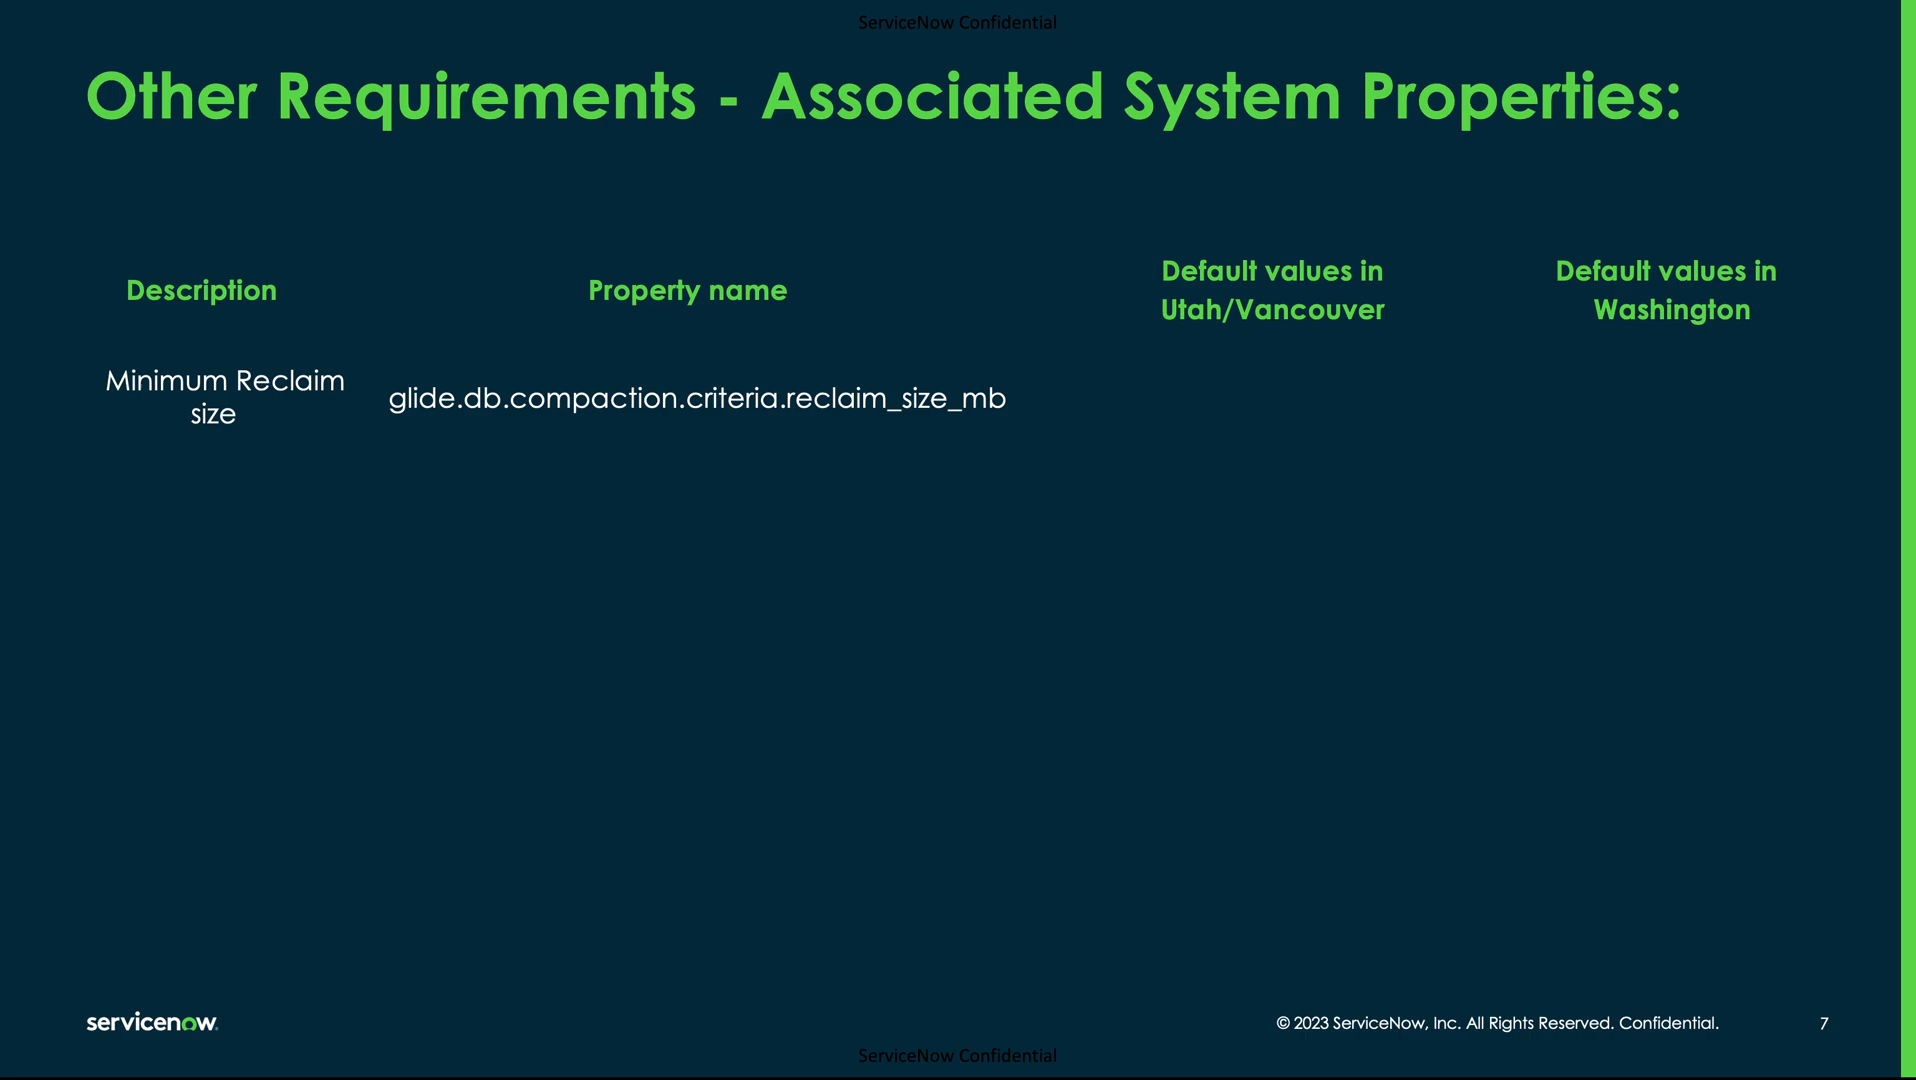 ServiceNow Confidential
Other Requirements - Associated System Properties:
Description
Property name
Default values in
Utah/Vancouver
Default values in
Washington
Minimum Reclaim
size
glide.db.compaction.criteria.reclaim_size_mb
servicenow
© 2023 ServiceNow, Inc. All Rights Reserved. Confidential.
7
ServiceNow Confidential